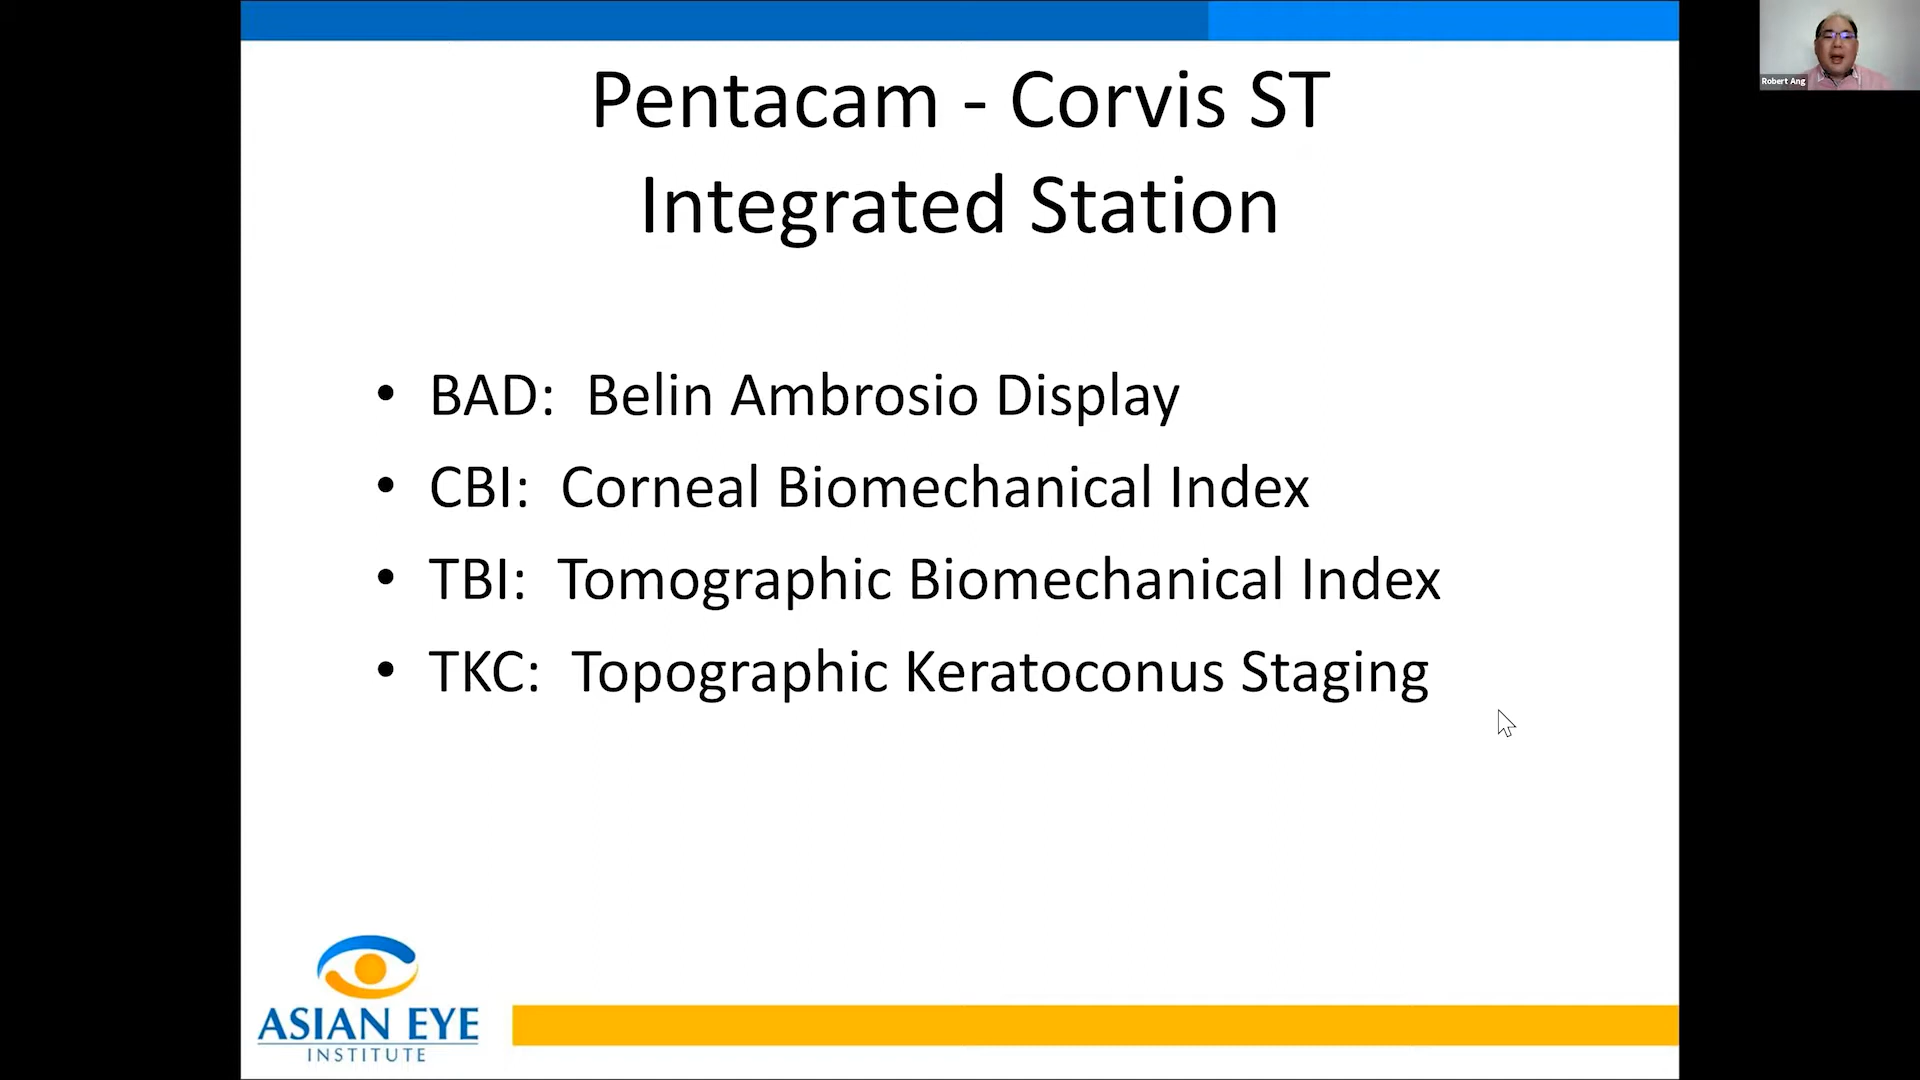 Pentacam - Corvis ST
Integrated Station
• BAD: Belin Ambrosio Display
• CBI: Corneal Biomechanical Index
• TBI: Tomographic Biomechanical Index
• TKC: Topographic Keratoconus Staging
ASIAN EYE
INSTITUTE
Robert Ang